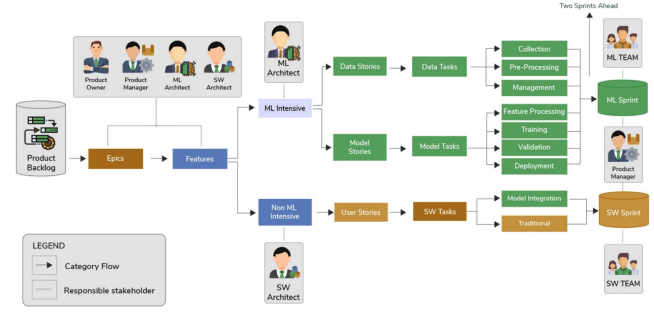 Two Sprints Ahead
Product
Owner
Product
Manager
ML
Architect
SW
Architect
ML
Architect
ML TEAM
Collection
Data Stories
Data Tasks
Pre-Processing
Management
ML Intensive
ML Sprint
Feature Processing
Training
Model
Stories
Model Tasks
Validation
Deployment
Product
Backlog
Epics
Features
Product
Manager
Non ML
Intensive
User Stories
SW Tasks
Model Integration
Traditional
SW Sprint
LEGEND
Category Flow
Responsible stakeholder
SW
Architect
SW TEAM